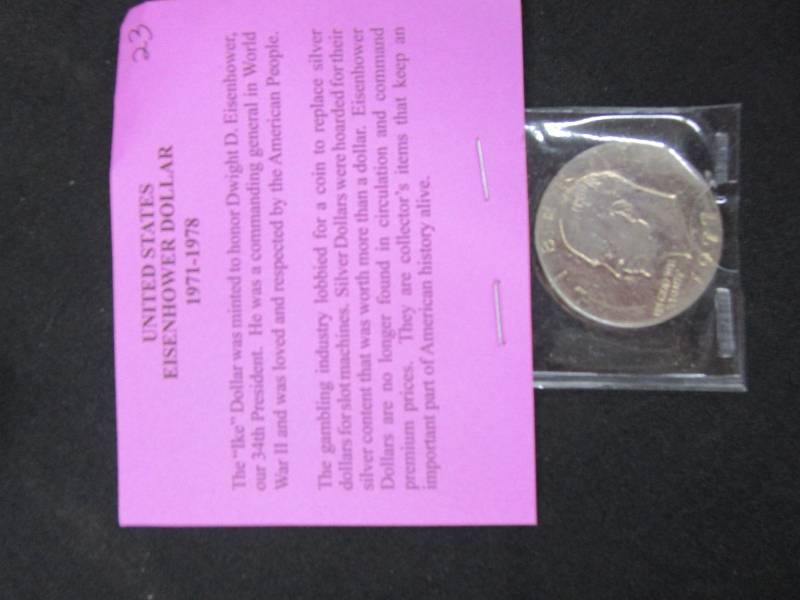 23
UNITED STATES
EISENHOWER DOLLAR
1971-1978
The "Ike" Dollar was minted to honor Dwight D. Eisenhower,
our 34th President. He was a commanding general in World
War II and was loved and respected by the American People.
The gambling industry lobbied for a coin to replace silver
dollars for slot machines. Silver Dollars were hoarded for their
silver content that was worth more than a dollar. Eisenhower
Dollars are no longer found in circulation and command
premium prices. They are collector's items that keep an
important part of American history alive.
1977